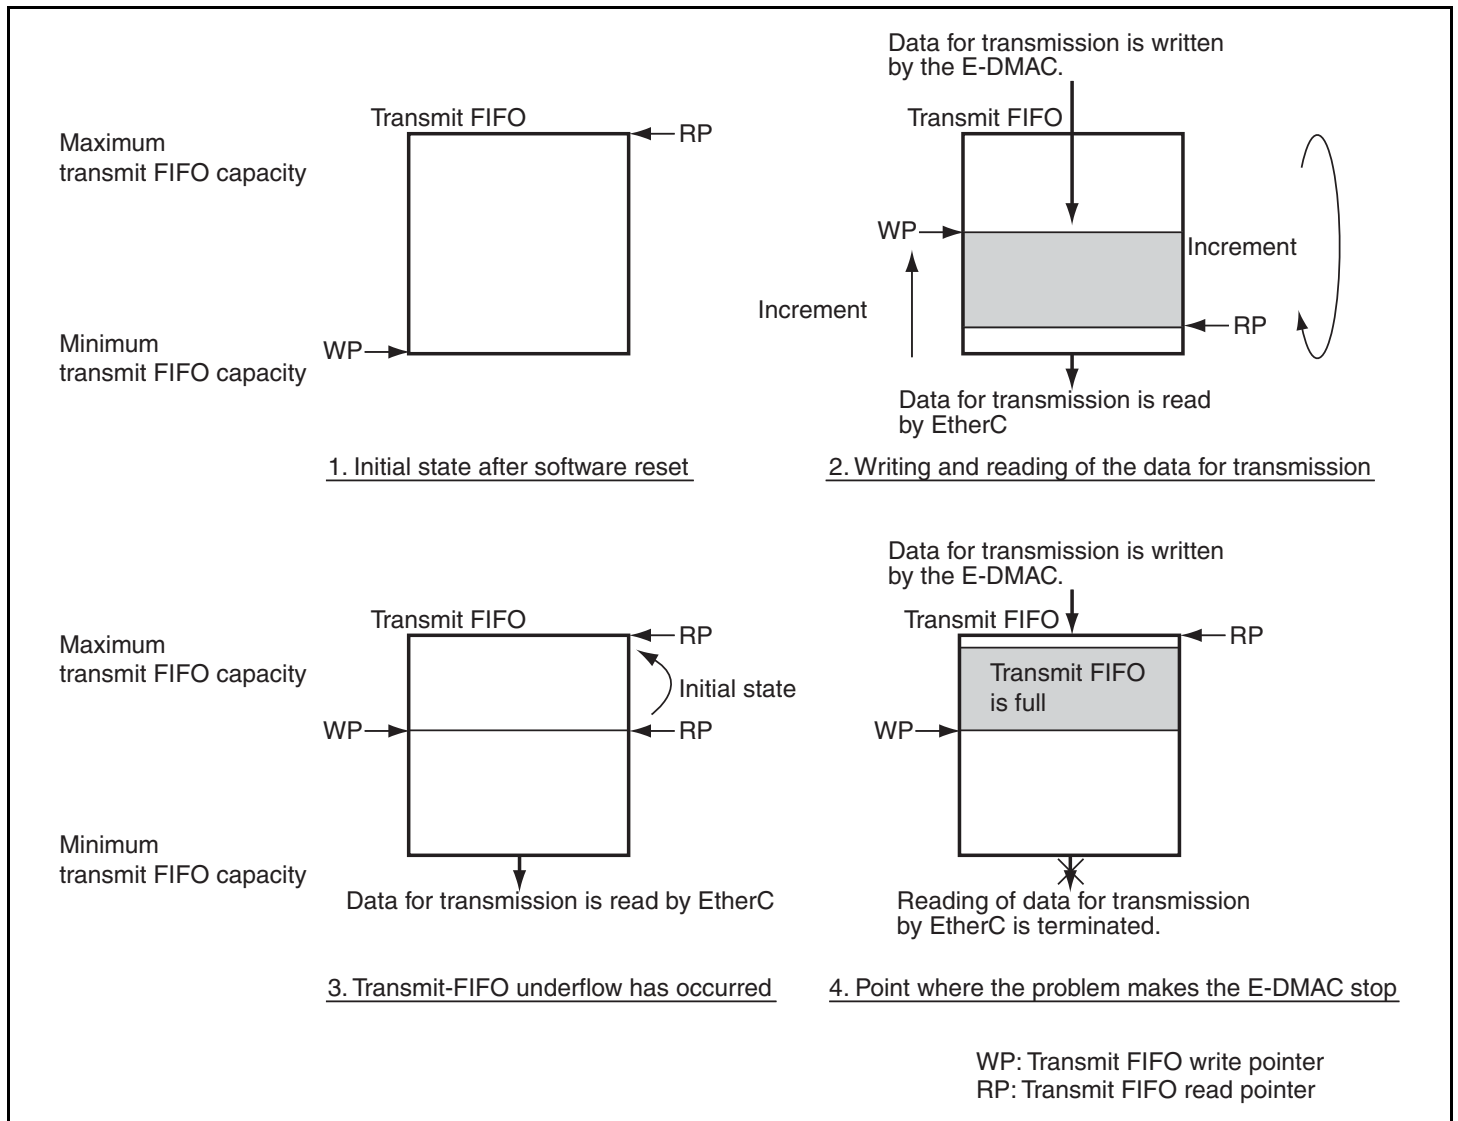 Transmit FIFO
Maximum
transmit FIFO capacity
RP
Minimum
transmit FIFO capacity
WP
1. Initial state after software reset
Data for transmission is written
by the E-DMAC.
Transmit FIFO
WP
Increment
Increment
RP
Data for transmission is read
by EtherC
2. Writing and reading of the data for transmission
Transmit FIFO
Maximum
transmit FIFO capacity
RP
Initial state
WP
RP
Minimum
transmit FIFO capacity
Data for transmission is read by EtherC
3. Transmit-FIFO underflow has occurred
Data for transmission is written
by the E-DMAC.
Transmit FIFO
RP
Transmit FIFO
is full
WP
Reading of data for transmission
by EtherC is terminated.
4. Point where the problem makes the E-DMAC stop
WP: Transmit FIFO write pointer
RP: Transmit FIFO read pointer